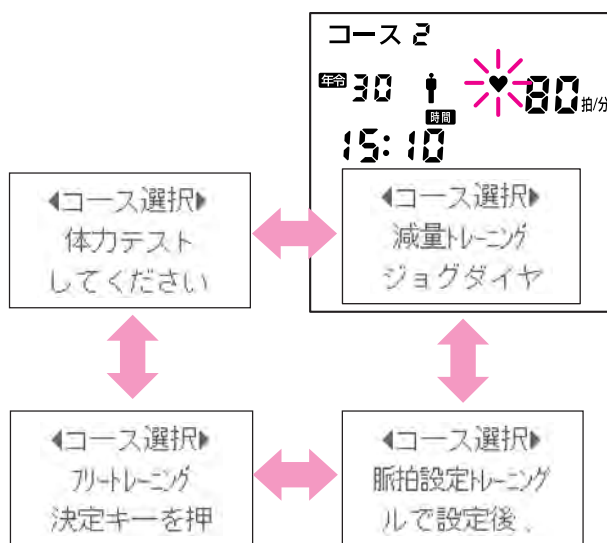 コース 2
年令 30 80 拍/分
時間
15:10
◀コース選択▶
体力テスト
してください
◀コース選択▶
減量トレーニング
ジョグダイヤ
◀コース選択▶
フリートレーニング
決定キーを押
◀コース選択▶
脈拍設定トレーニング
ルで設定後、